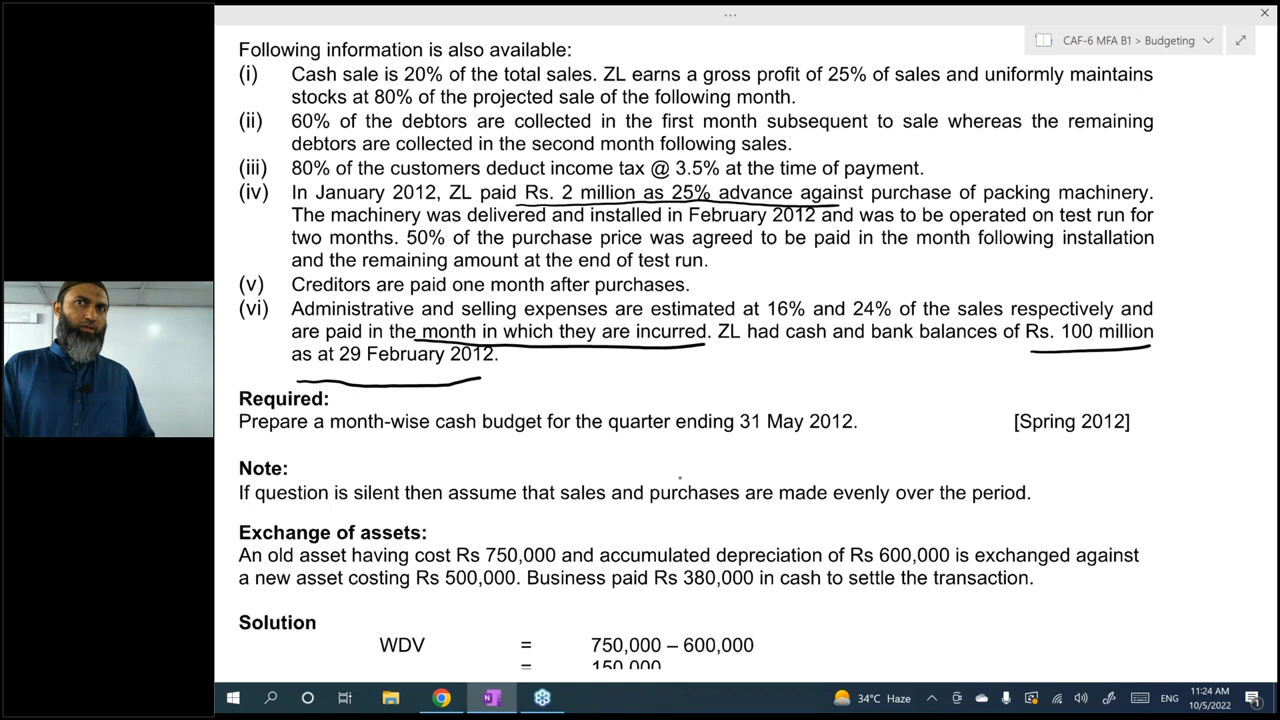 CAF-6 MFA B1 > Budgeting
Following information is also available:
(i) Cash sale is 20% of the total sales. ZL earns a gross profit of 25% of sales and uniformly maintains
stocks at 80% of the projected sale of the following month.
(ii) 60% of the debtors are collected in the first month subsequent to sale whereas the remaining
debtors are collected in the second month following sales.
(iii) 80% of the customers deduct income tax @ 3.5% at the time of payment.
(iv) In January 2012, ZL paid Rs. 2 million as 25% advance against purchase of packing machinery.
The machinery was delivered and installed in February 2012 and was to be operated on test run for
two months. 50% of the purchase price was agreed to be paid in the month following installation
and the remaining amount at the end of test run.
(v) Creditors are paid one month after purchases.
(vi) Administrative and selling expenses are estimated at 16% and 24% of the sales respectively and
are paid in the month in which they are incurred. ZL had cash and bank balances of Rs. 100 million
as at 29 February 2012.
Required:
Prepare a month-wise cash budget for the quarter ending 31 May 2012. [Spring 2012]
Note:
If question is silent then assume that sales and purchases are made evenly over the period.
Exchange of assets:
An old asset having cost Rs 750,000 and accumulated depreciation of Rs 600,000 is exchanged against
a new asset costing Rs 500,000. Business paid Rs 380,000 in cash to settle the transaction.
Solution
WDV = 750,000 – 600,000
= 150,000
34°C Haze
ENG
11:24 AM
10/5/2022
1